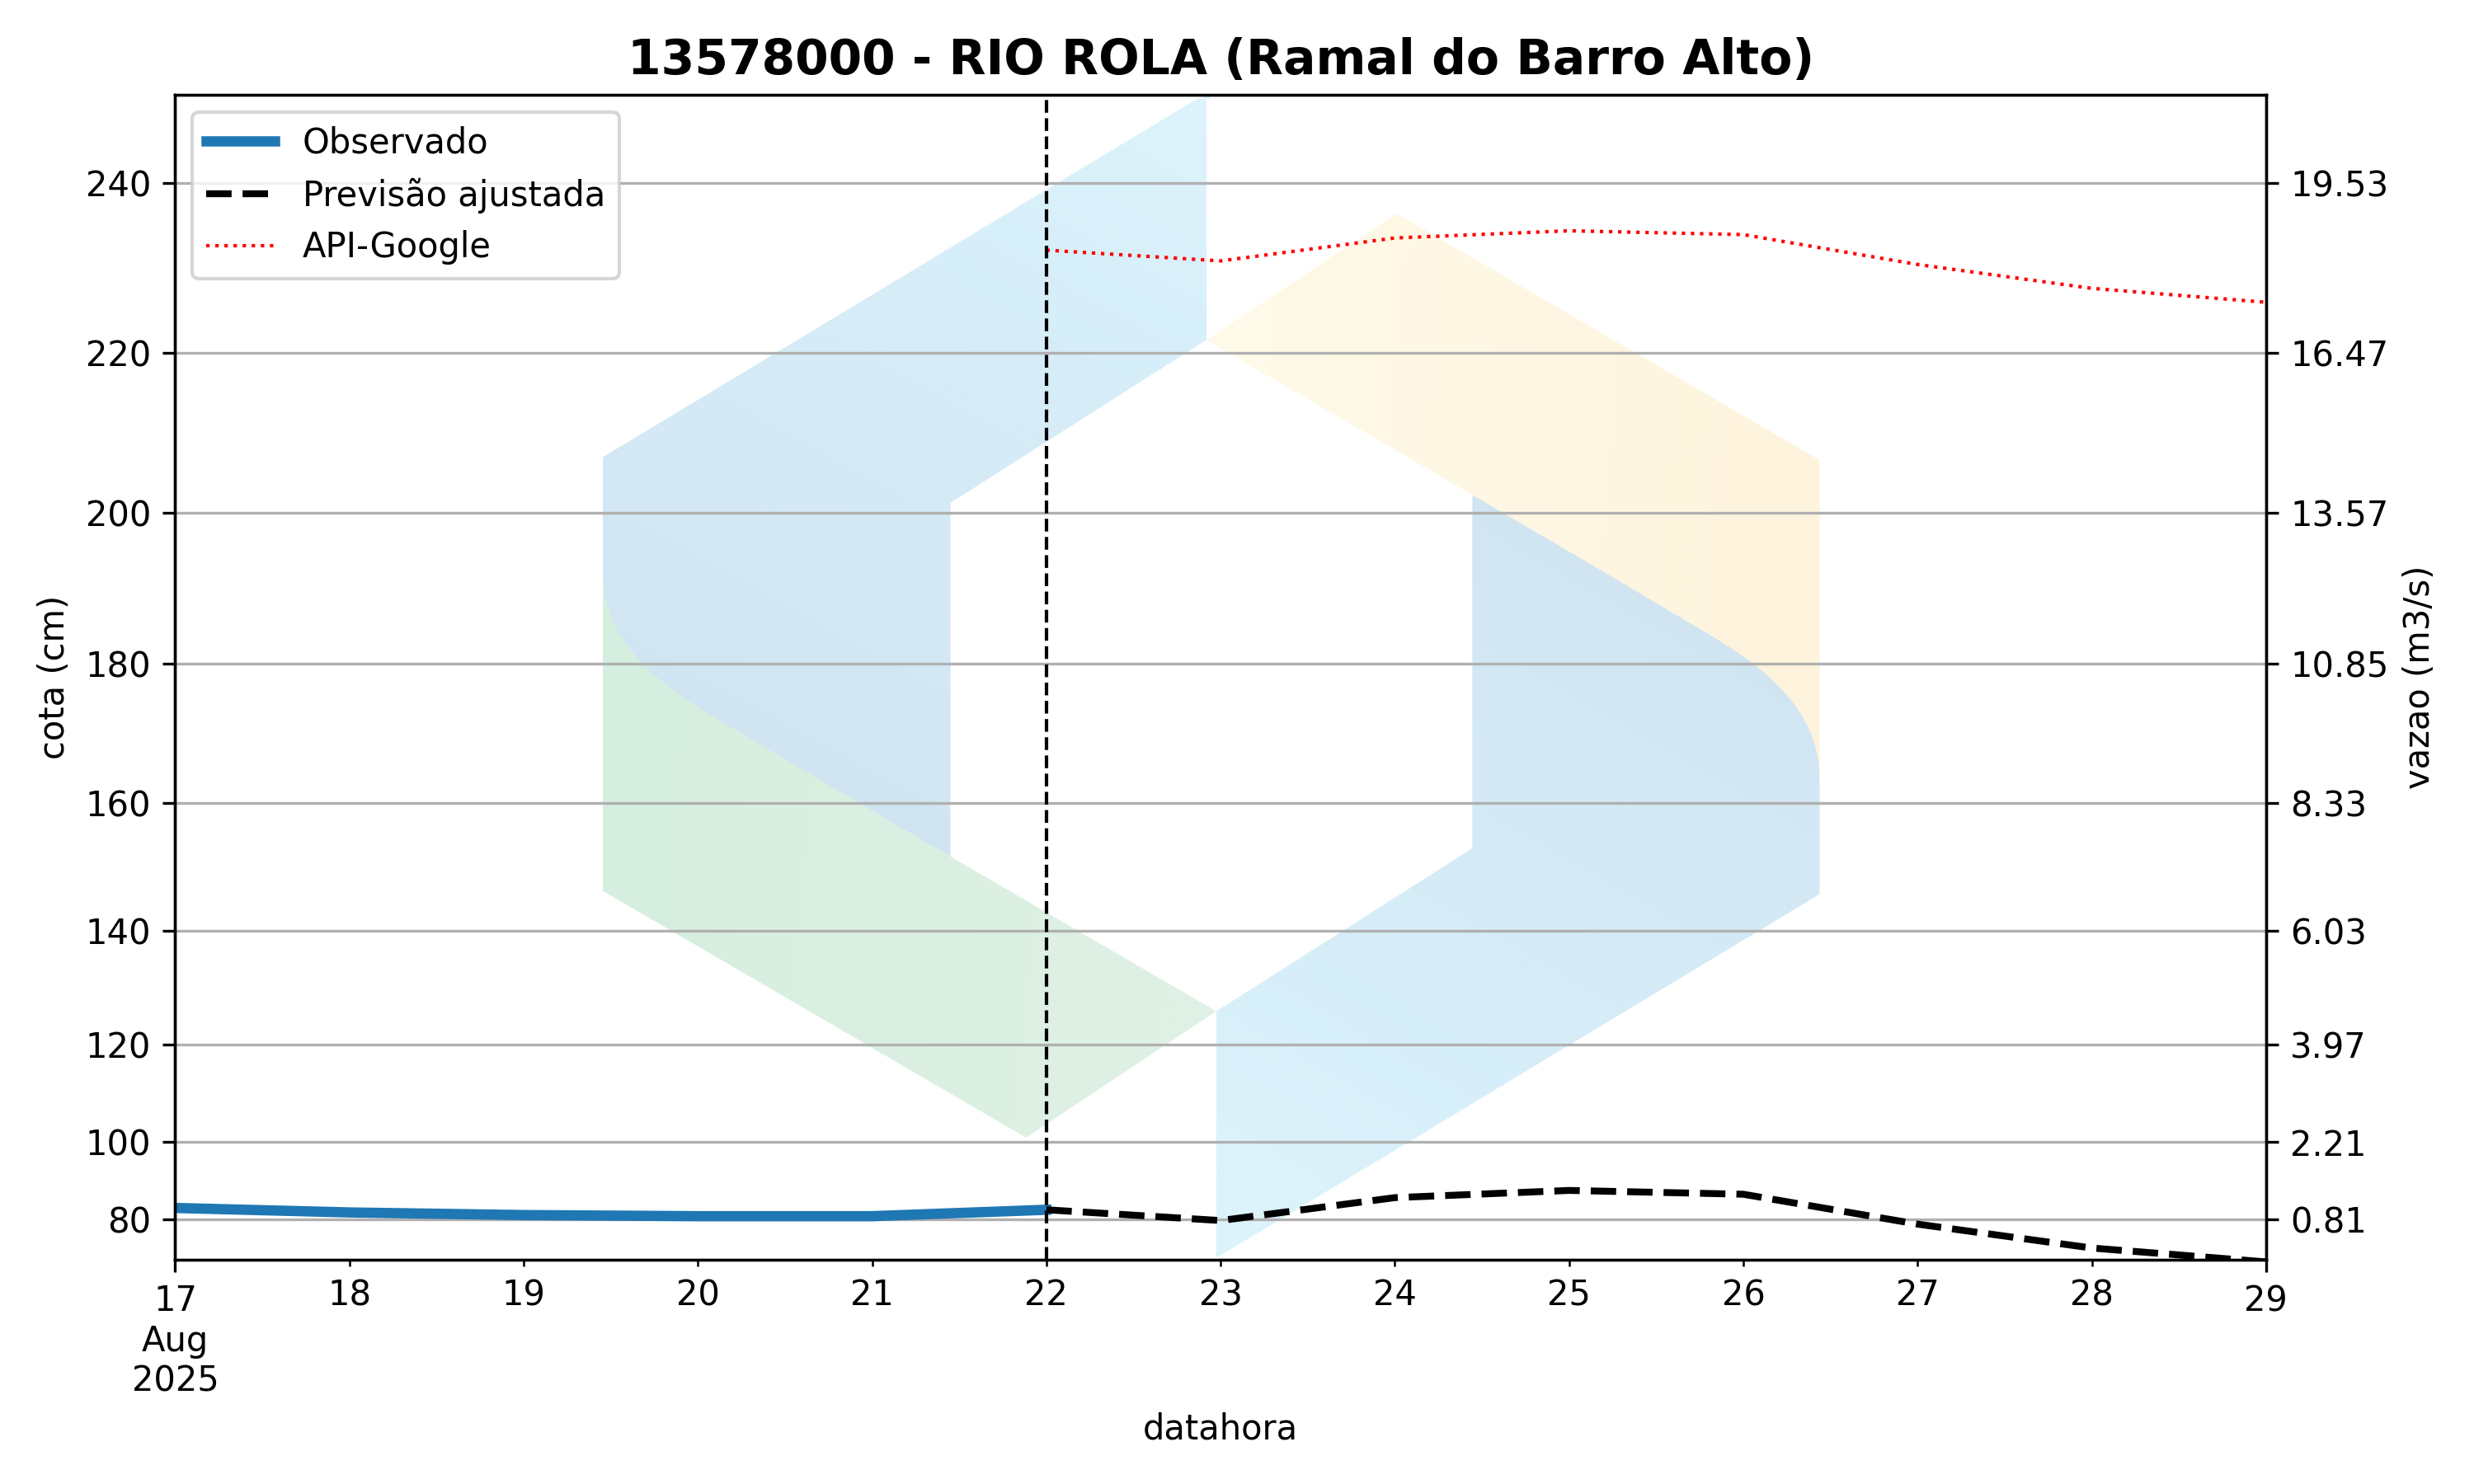 13578000 - RIO ROLA (Ramal do Barro Alto)
Observado
Previsão ajustada
API-Google
cota (cm)
240
220
200
180
160
140
120
100
80
19.53
16.47
13.57
10.85
8.33
6.03
3.97
2.21
0.81
vazao (m3/s)
17 18 19 20 21 22 23 24 25 26 27 28 29
Aug
2025
datahora